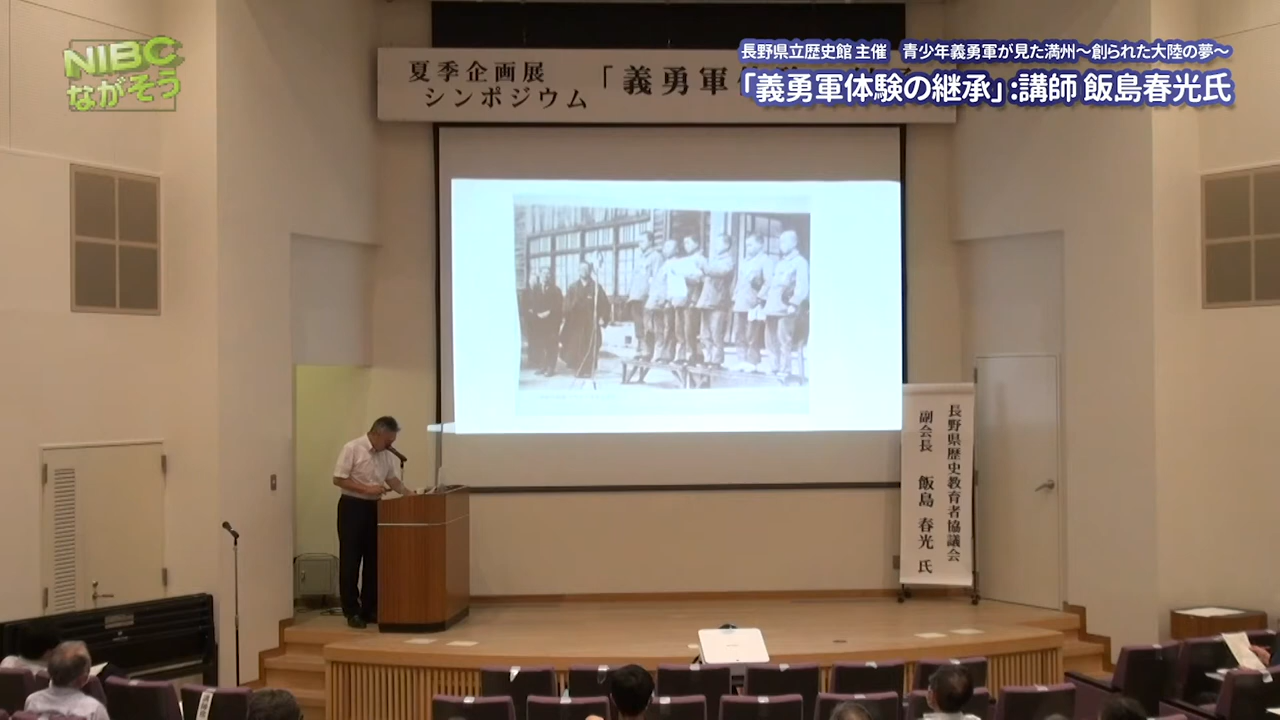 NIBC
ながそう
長野県立歴史館 主催　青少年義勇軍が見た満州～創られた大陸の夢～
「義勇軍体験の継承」:講師 飯島春光氏
夏季企画展
シンポジウム
「義勇軍
長野県歴史教育者協議会
副会長　飯島　春光　氏